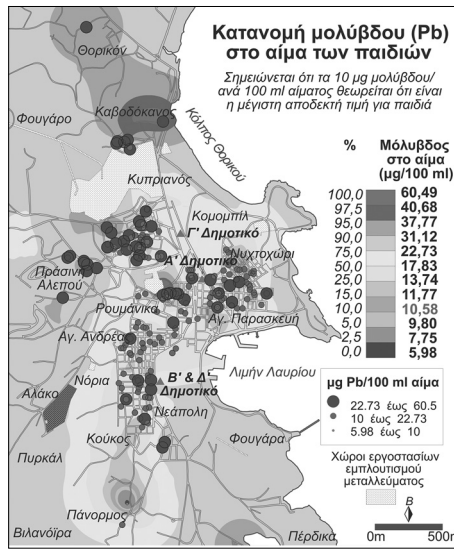 Κατανομή μολύβδου (Pb)
στο αίμα των παιδιών
Σημειώνεται ότι τα 10 μg μολύβδου/
ανά 100 ml αίματος θεωρείται ότι είναι
η μέγιστη αποδεκτή τιμή για παιδιά
Θορικόν
Καβοδόκανος
Φουγάρο
Κόλπος Θορικού
Κυπριανός
Κομομπίλ
Γ' Δημοτικό
Νυχτοχώρι
Α' Δημοτικό
Πράσινη
Αλεπού
Ρουμάνικα
Αγ. Παρασκευή
Αγ. Ανδρέας
Λιμήν Λαυρίου
Νόρια
Β' & Δ'
Δημοτικό
Αλάκο
Νεάπολη
Κούκος
Φουγάρα
Πυρκάλ
Πάνορμος
Βιλανόϊρα
Πέρδικα
% Μόλυβδος
στο αίμα
(μg/100 ml)
100,0 60,49
97,5 40,68
95,0 37,77
90,0 31,12
75,0 22,73
50,0 17,83
25,0 13,74
15,0 11,77
10,0 10,58
5,0 9,80
2,5 7,75
0,0 5,98
μg Pb/100 ml αίμα
22.73 έως 60.5
10 έως 22.73
5.98 έως 10
Χώροι εργοστασίων
εμπλουτισμού
μεταλλεύματος
Β
0m 500m